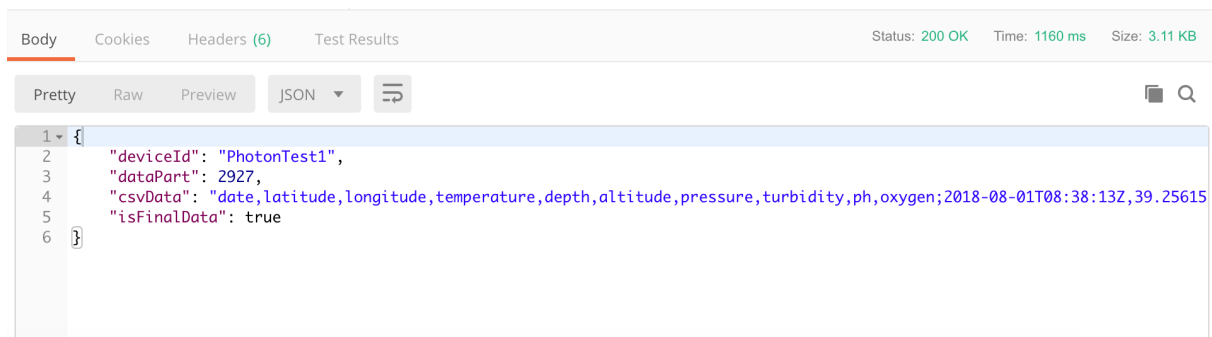 Body Cookies Headers (6) Test Results Status: 200 OK Time: 1160 ms Size: 3.11 KB
Pretty Raw Preview JSON
1 {
2 "deviceId": "PhotonTest1",
3 "dataPart": 2927,
4 "csvData": "date,latitude,longitude,temperature,depth,altitude,pressure,turbidity,ph,oxygen;2018-08-01T08:38:13Z,39.25615
5 "isFinalData": true
6 }